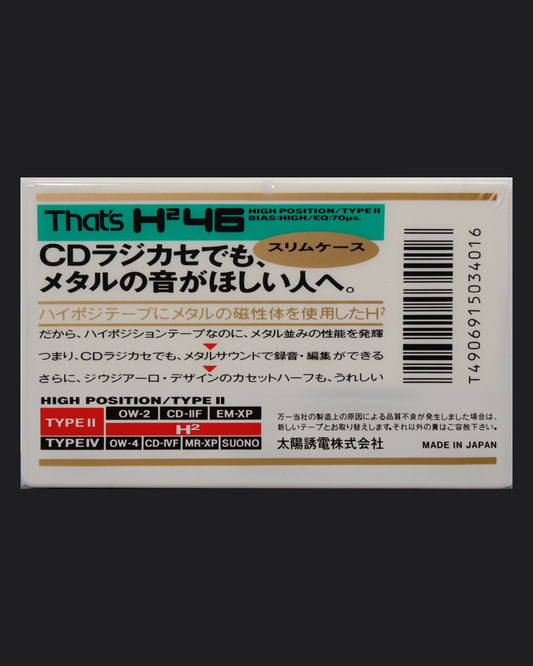 That's H²46 HIGH POSITION/TYPE II
BIAS:HIGH/EQ:70μs.
CDラジカセでも、
スリムケース
メタルの音がほしい人へ。
ハイポジテープにメタルの磁性体を使用したH²
だから、ハイポジションテープなのに、メタル並みの性能を発揮
つまり、CDラジカセでも、メタルサウンドで録音・編集ができる
さらに、ジウジアーロ・デザインのカセットハーフも、うれしい
HIGH POSITION/TYPE II
TYPE II OW-2 CD-IIF EM-XP
H²
TYPE IV OW-4 CD-IVF MR-XP SUONO
万一当社の製造上の原因による品質不良が発生しました場合は、
新しいテープとお取り替えします。それ以外の責はご容赦下さい。
太陽誘電株式会社 MADE IN JAPAN
T4906915034016